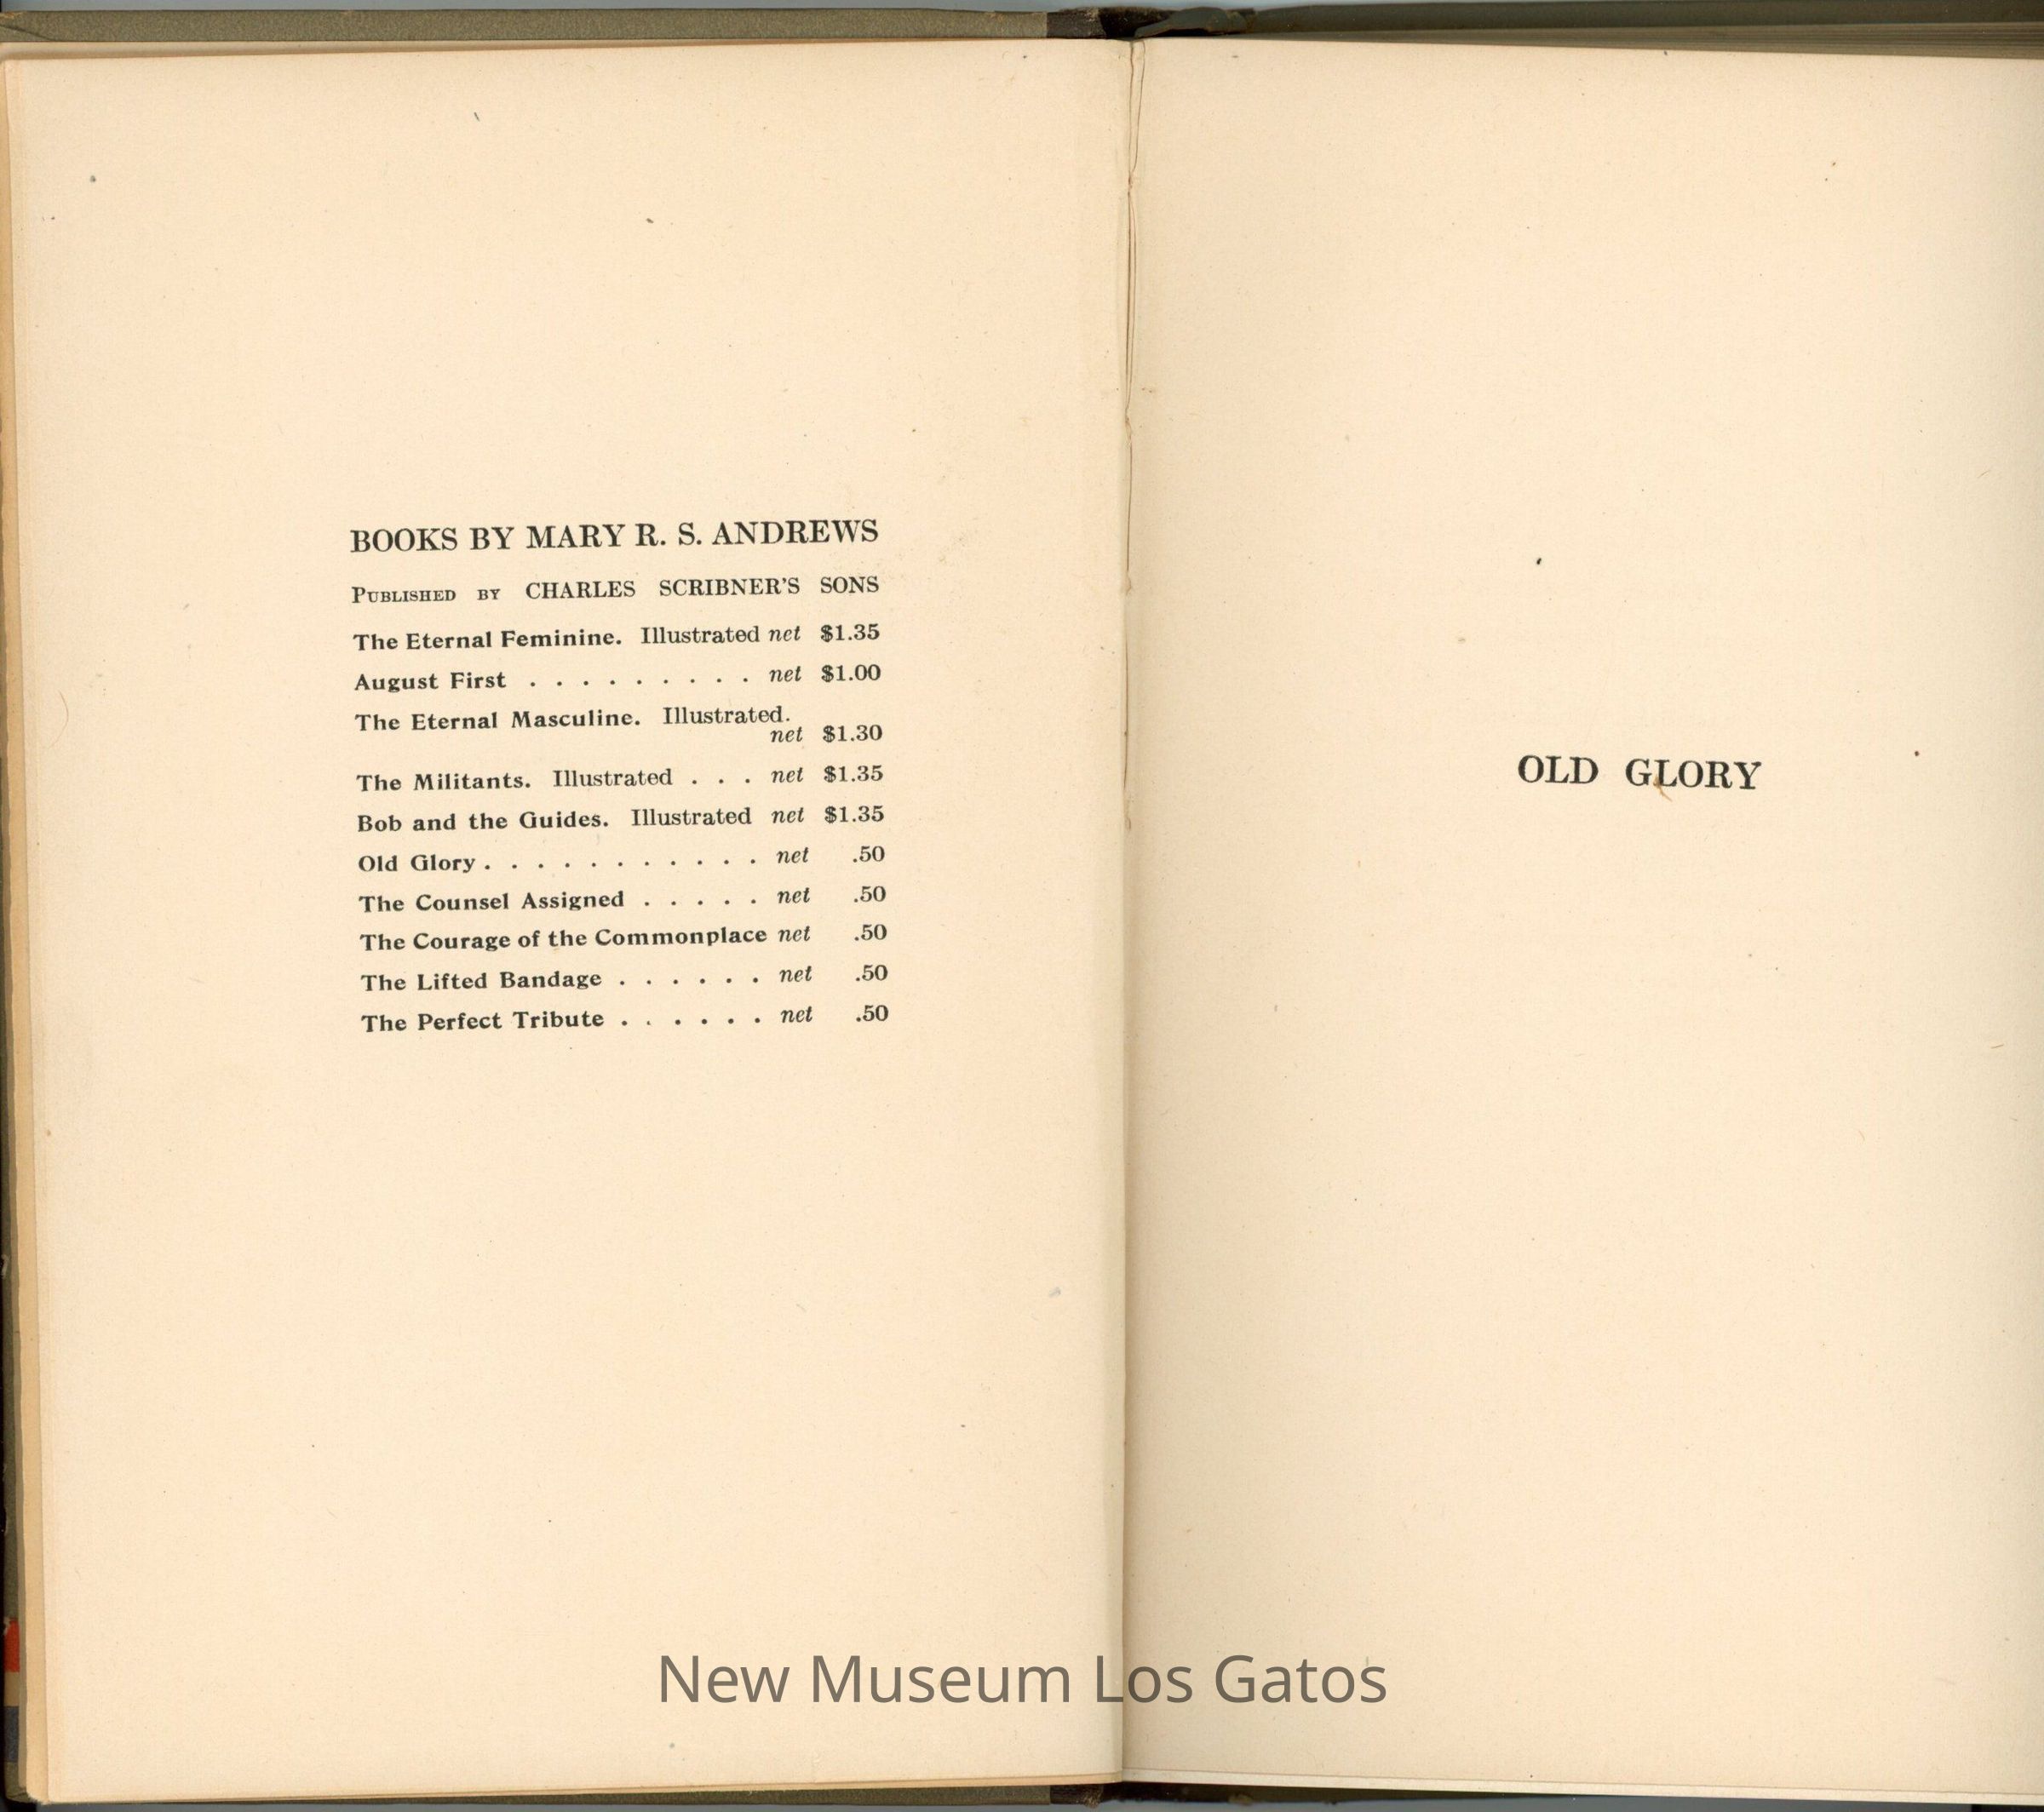 BOOKS BY MARY R. S. ANDREWS
PUBLISHED BY CHARLES SCRIBNER'S SONS
The Eternal Feminine. Illustrated net $1.35
August First . . . . . . . . . net $1.00
The Eternal Masculine. Illustrated.
net $1.30
The Militants. Illustrated . . . net $1.35
Bob and the Guides. Illustrated net $1.35
Old Glory . . . . . . . . . . . net .50
The Counsel Assigned . . . . . net .50
The Courage of the Commonplace net .50
The Lifted Bandage . . . . . . net .50
The Perfect Tribute . . . . . . net .50
OLD GLORY
New Museum Los Gatos